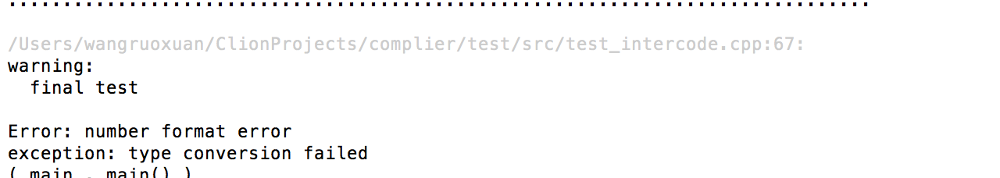 /Users/wangruoxuan/ClionProjects/complier/test/src/test_intercode.cpp:67:
warning:
  final test
Error: number format error
exception: type conversion failed
( main , main() )